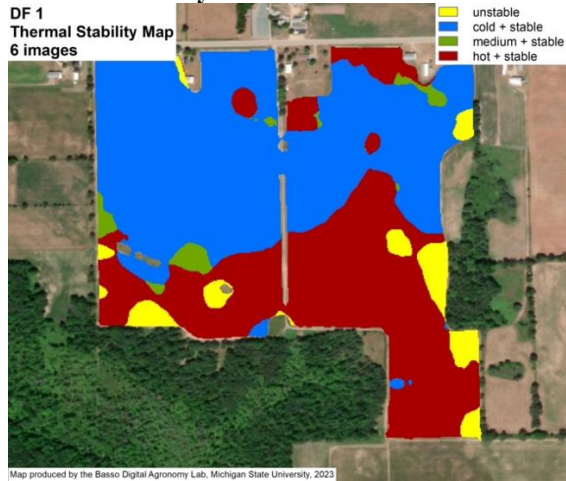 DF 1
Thermal Stability Map
6 images
unstable
cold + stable
medium + stable
hot + stable
Map produced by the Basso Digital Agronomy Lab, Michigan State University, 2023